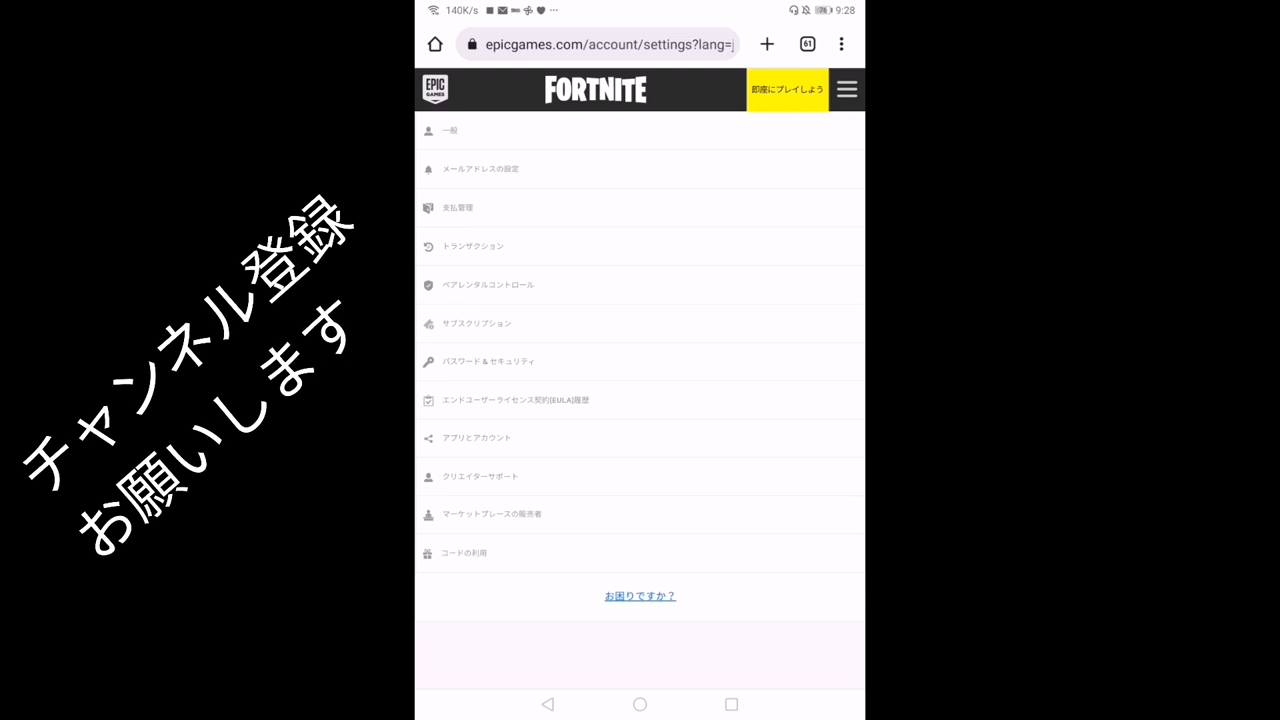 チャンネル登録
お願いします
140K/s
76
9:28
epicgames.com/account/settings?lang=j
61
EPIC
GAMES
FORTNITE
即座にプレイしよう
一般
メールアドレスの設定
支払管理
トランザクション
ペアレンタルコントロール
サブスクリプション
パスワード & セキュリティ
エンドユーザーライセンス契約[EULA]履歴
アプリとアカウント
クリエイターサポート
マーケットプレースの販売者
コードの利用
お困りですか？